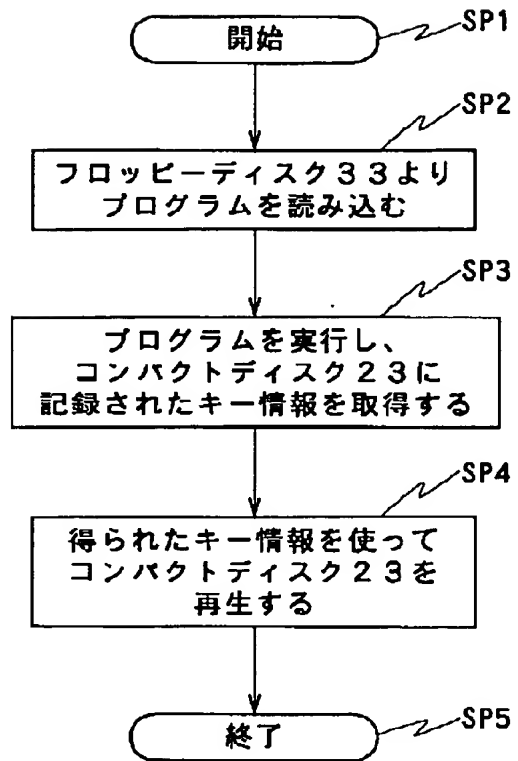 開始
SP1
SP2
フロッピーディスク３３より
プログラムを読み込む
SP3
プログラムを実行し、
コンパクトディスク２３に
記録されたキー情報を取得する
SP4
得られたキー情報を使って
コンパクトディスク２３を
再生する
終了
SP5